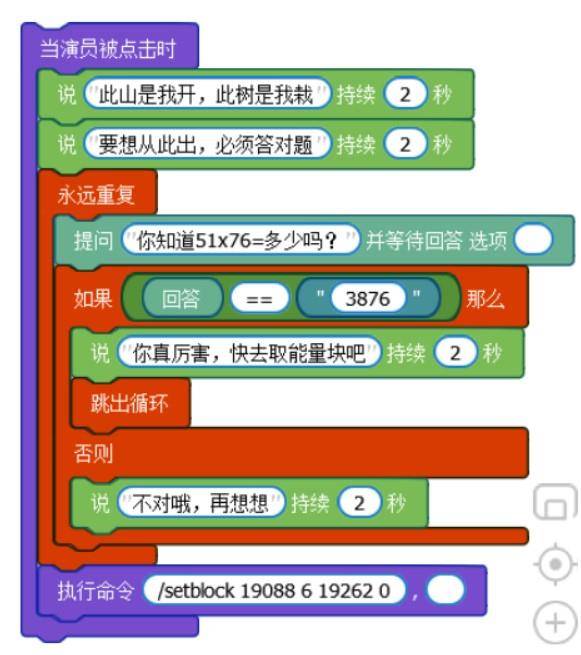 当演员被点击时
说 "此山是我开，此树是我栽" 持续 2 秒
说 "要想从此出，必须答对题" 持续 2 秒
永远重复
提问 "你知道51x76=多少吗？" 并等待回答 选项
如果 回答 == " 3876 " 那么
说 "你真厉害，快去取能量块吧" 持续 2 秒
跳出循环
否则
说 "不对哦，再想想" 持续 2 秒
执行命令 /setblock 19088 6 19262 0 ,